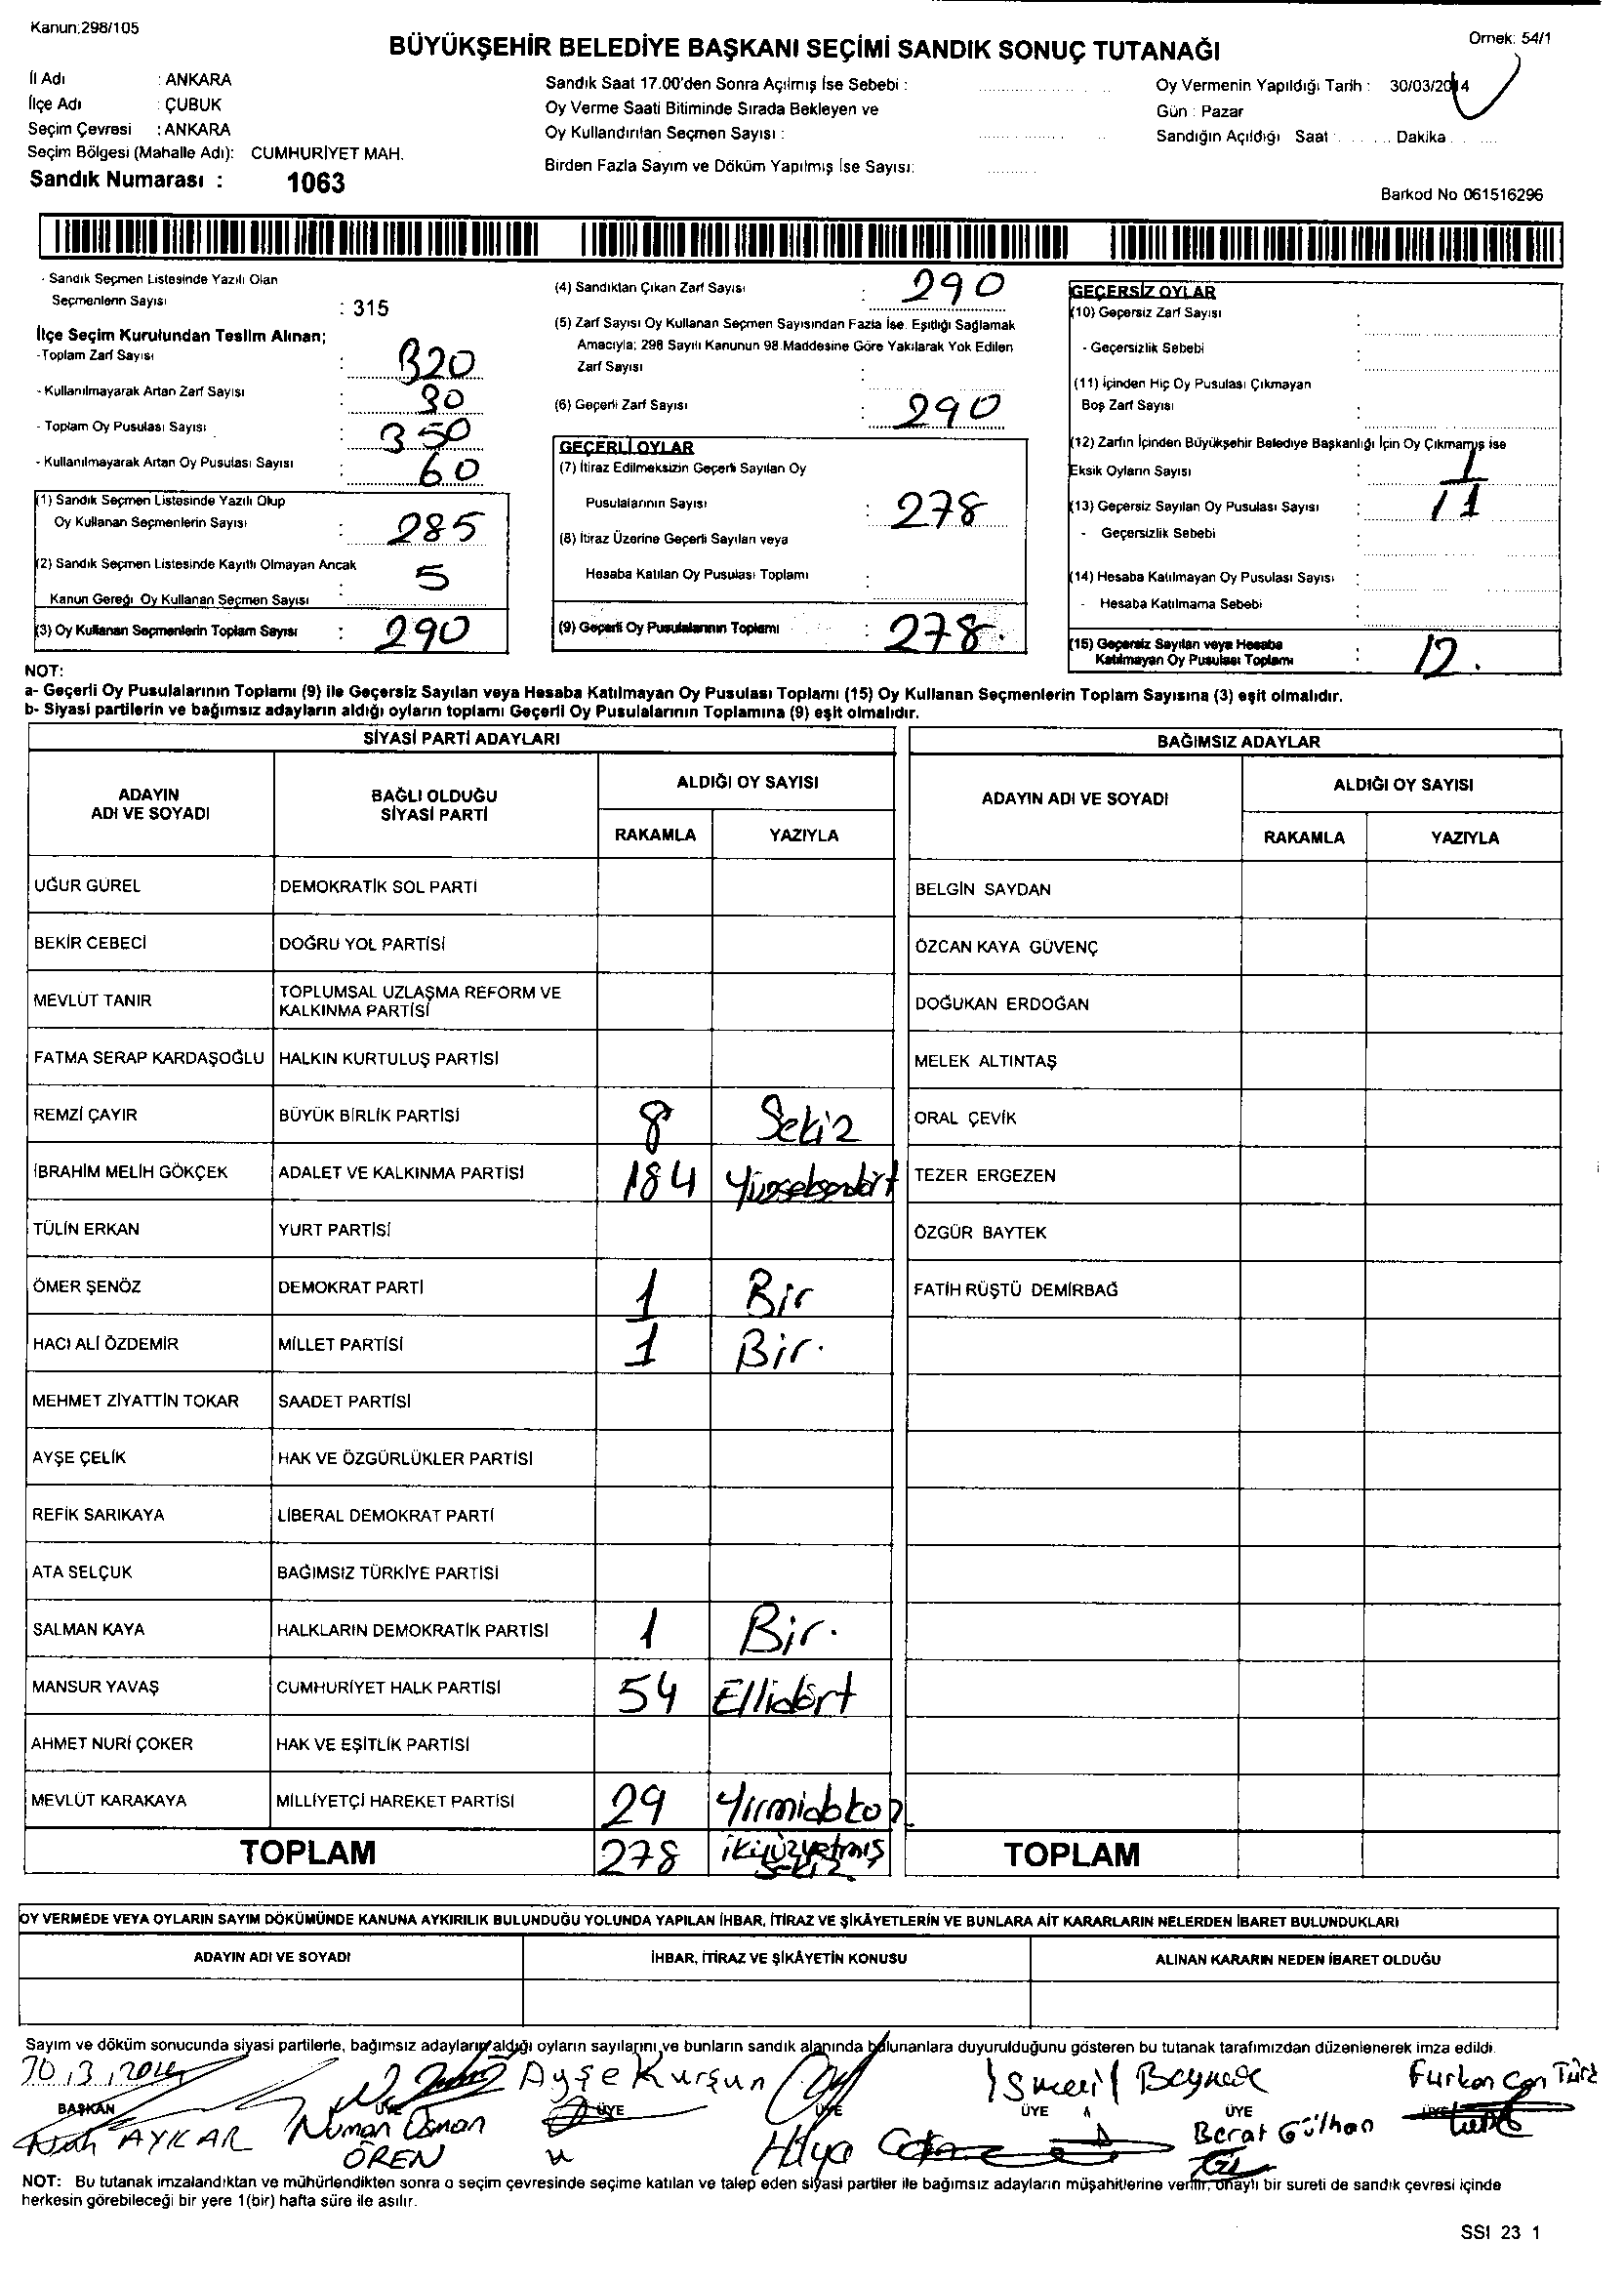 Kanun:298/105
Örnek: 54/1
BÜYÜKŞEHİR BELEDİYE BAŞKANI SEÇİMİ SANDIK SONUÇ TUTANAĞI
İl Adı : ANKARA
İlçe Adı : ÇUBUK
Seçim Çevresi : ANKARA
Seçim Bölgesi (Mahalle Adı): CUMHURİYET MAH.
Sandık Numarası : 1063
Sandık Saat 17.00'den Sonra Açılmış İse Sebebi :
Oy Verme Saati Bitiminde Sırada Bekleyen ve
Oy Kullandırılan Seçmen Sayısı :
Birden Fazla Sayım ve Döküm Yapılmış İse Sayısı:
Oy Vermenin Yapıldığı Tarih : 30/03/2014
Gün : Pazar
Sandığın Açıldığı Saat : Dakika
Barkod No 061516296
- Sandık Seçmen Listesinde Yazılı Olan
Seçmenlerin Sayısı : 315
İlçe Seçim Kurulundan Teslim Alınan;
-Toplam Zarf Sayısı : 320
- Kullanılmayarak Artan Zarf Sayısı : 30
- Toplam Oy Pusulası Sayısı : 350
- Kullanılmayarak Artan Oy Pusulası Sayısı : 60
(1) Sandık Seçmen Listesinde Yazılı Olup
Oy Kullanan Seçmenlerin Sayısı : 285
(2) Sandık Seçmen Listesinde Kayıtlı Olmayan Ancak
Kanun Gereği Oy Kullanan Seçmen Sayısı : 5
(3) Oy Kullanan Seçmenlerin Toplam Sayısı : 290
(4) Sandıktan Çıkan Zarf Sayısı : 290
(5) Zarf Sayısı Oy Kullanan Seçmen Sayısından Fazla İse. Eşitliği Sağlamak
Amacıyla; 298 Sayılı Kanunun 98.Maddesine Göre Yakılarak Yok Edilen
Zarf Sayısı :
(6) Geçerli Zarf Sayısı : 290
GEÇERLİ OYLAR
(7) İtiraz Edilmeksizin Geçerli Sayılan Oy
Pusulalarının Sayısı : 278
(8) İtiraz Üzerine Geçerli Sayılan veya
Hesaba Katılan Oy Pusulası Toplamı :
(9) Geçerli Oy Pusulalarının Toplamı : 278.
GEÇERSİZ OYLAR
(10) Geçersiz Zarf Sayısı :
- Geçersizlik Sebebi :
(11) İçinden Hiç Oy Pusulası Çıkmayan
Boş Zarf Sayısı :
(12) Zarfın İçinden Büyükşehir Belediye Başkanlığı İçin Oy Çıkmamış ise
Eksik Oyların Sayısı : 1
(13) Geçersiz Sayılan Oy Pusulası Sayısı : 11
- Geçersizlik Sebebi :
(14) Hesaba Katılmayan Oy Pusulası Sayısı :
- Hesaba Katılmama Sebebi :
(15) Geçersiz Sayılan veya Hesaba
Katılmayan Oy Pusulası Toplamı : 12.
NOT:
a- Geçerli Oy Pusulalarının Toplamı (9) ile Geçersiz Sayılan veya Hesaba Katılmayan Oy Pusulası Toplamı (15) Oy Kullanan Seçmenlerin Toplam Sayısına (3) eşit olmalıdır.
b- Siyasi partilerin ve bağımsız adayların aldığı oyların toplamı Geçerli Oy Pusulalarının Toplamına (9) eşit olmalıdır.
SİYASİ PARTİ ADAYLARI
ADAYIN
ADI VE SOYADI
BAĞLI OLDUĞU
SİYASİ PARTİ
ALDIĞI OY SAYISI
RAKAMLA YAZIYLA
UĞUR GÜREL DEMOKRATİK SOL PARTİ
BEKİR CEBECİ DOĞRU YOL PARTİSİ
MEVLÜT TANIR TOPLUMSAL UZLAŞMA REFORM VE
KALKINMA PARTİSİ
FATMA SERAP KARDAŞOĞLU HALKIN KURTULUŞ PARTİSİ
REMZİ ÇAYIR BÜYÜK BİRLİK PARTİSİ 8 Sekiz
İBRAHİM MELİH GÖKÇEK ADALET VE KALKINMA PARTİSİ 184 Yüzseksendört
TÜLİN ERKAN YURT PARTİSİ
ÖMER ŞENÖZ DEMOKRAT PARTİ 1 Bir
HACI ALİ ÖZDEMİR MİLLET PARTİSİ 1 Bir.
MEHMET ZİYATTİN TOKAR SAADET PARTİSİ
AYŞE ÇELİK HAK VE ÖZGÜRLÜKLER PARTİSİ
REFİK SARIKAYA LİBERAL DEMOKRAT PARTİ
ATA SELÇUK BAĞIMSIZ TÜRKİYE PARTİSİ
SALMAN KAYA HALKLARIN DEMOKRATİK PARTİSİ 1 Bir.
MANSUR YAVAŞ CUMHURİYET HALK PARTİSİ 54 Ellidört
AHMET NURİ ÇOKER HAK VE EŞİTLİK PARTİSİ
MEVLÜT KARAKAYA MİLLİYETÇİ HAREKET PARTİSİ 29 Yirmidokuz
TOPLAM 278 ikiyüzyetmiş
sekiz
BAĞIMSIZ ADAYLAR
ADAYIN ADI VE SOYADI
ALDIĞI OY SAYISI
RAKAMLA YAZIYLA
BELGİN SAYDAN
ÖZCAN KAYA GÜVENÇ
DOĞUKAN ERDOĞAN
MELEK ALTINTAŞ
ORAL ÇEVİK
TEZER ERGEZEN
ÖZGÜR BAYTEK
FATİH RÜŞTÜ DEMİRBAĞ
TOPLAM
OY VERMEDE VEYA OYLARIN SAYIM DÖKÜMÜNDE KANUNA AYKIRILIK BULUNDUĞU YOLUNDA YAPILAN İHBAR, İTİRAZ VE ŞİKÂYETLERİN VE BUNLARA AİT KARARLARIN NELERDEN İBARET BULUNDUKLARI
ADAYIN ADI VE SOYADI
İHBAR, İTİRAZ VE ŞİKÂYETİN KONUSU
ALINAN KARARIN NEDEN İBARET OLDUĞU
Sayım ve döküm sonucunda siyasi partilerle, bağımsız adayların aldığı oyların sayılarını ve bunların sandık alanında bulunanlara duyurulduğunu gösteren bu tutanak tarafımızdan düzenlenerek imza edildi.
30.3.2014 Ayşe Kurşun İsmail Furkan Can Türk
BAŞKAN ÜYE ÜYE ÜYE ÜYE ÜYE ÜYE
AYKAR Numan Osman Berat Gülhan
ÖREN Hülya
NOT: Bu tutanak imzalandıktan ve mühürlendikten sonra o seçim çevresinde seçime katılan ve talep eden siyasi partiler ile bağımsız adayların müşahitlerine verilir, onaylı bir sureti de sandık çevresi içinde
herkesin görebileceği bir yere 1(bir) hafta süre ile asılır.
SSI 23 1